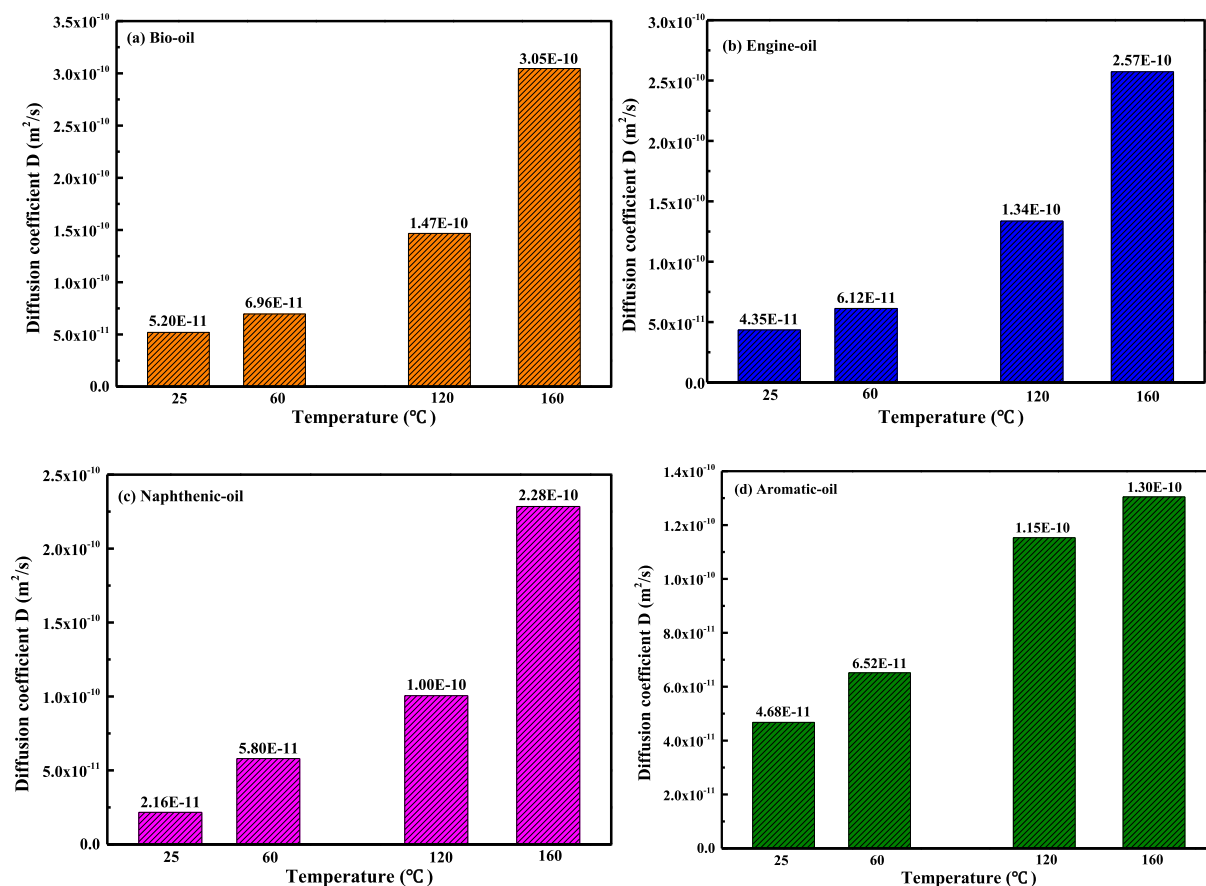 (a) Bio-oil
Diffusion coefficient D (m²/s)
3.5x10⁻¹⁰
3.0x10⁻¹⁰
2.5x10⁻¹⁰
2.0x10⁻¹⁰
1.5x10⁻¹⁰
1.0x10⁻¹⁰
5.0x10⁻¹¹
0.0
5.20E-11
6.96E-11
1.47E-10
3.05E-10
25 60 120 160
Temperature (℃)
(b) Engine-oil
Diffusion coefficient D (m²/s)
3.0x10⁻¹⁰
2.5x10⁻¹⁰
2.0x10⁻¹⁰
1.5x10⁻¹⁰
1.0x10⁻¹⁰
5.0x10⁻¹¹
0.0
4.35E-11
6.12E-11
1.34E-10
2.57E-10
25 60 120 160
Temperature (℃)
(c) Naphthenic-oil
Diffusion coefficient D (m²/s)
2.5x10⁻¹⁰
2.0x10⁻¹⁰
1.5x10⁻¹⁰
1.0x10⁻¹⁰
5.0x10⁻¹¹
0.0
2.16E-11
5.80E-11
1.00E-10
2.28E-10
25 60 120 160
Temperature (℃)
(d) Aromatic-oil
Diffusion coefficient D (m²/s)
1.4x10⁻¹⁰
1.2x10⁻¹⁰
1.0x10⁻¹⁰
8.0x10⁻¹¹
6.0x10⁻¹¹
4.0x10⁻¹¹
2.0x10⁻¹¹
0.0
4.68E-11
6.52E-11
1.15E-10
1.30E-10
25 60 120 160
Temperature (℃)